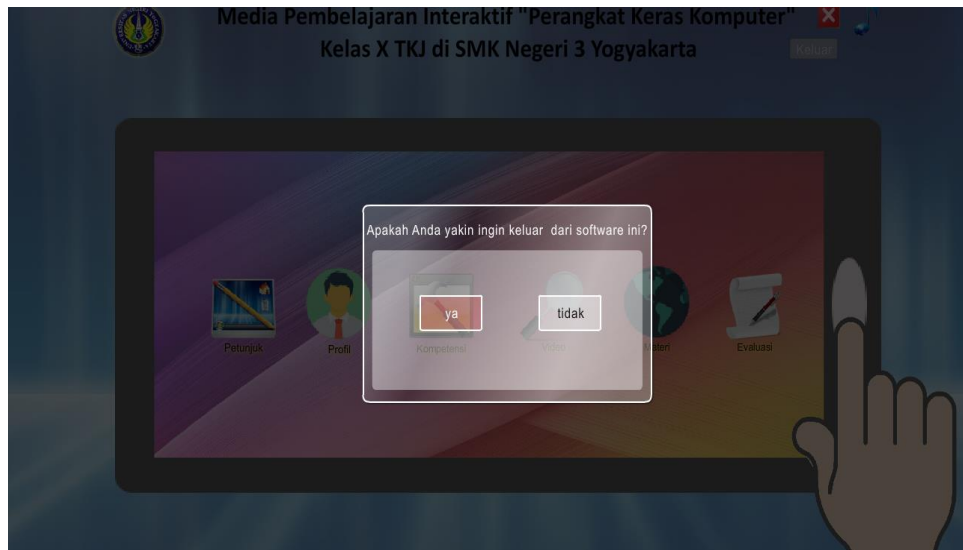 Media Pembelajaran Interaktif "Perangkat Keras Komputer"
Kelas X TKJ di SMK Negeri 3 Yogyakarta
Keluar
Apakah Anda yakin ingin keluar dari software ini?
ya
tidak
Petunjuk
Profil
Kompetensi
Video
Materi
Evaluasi